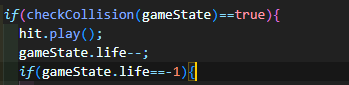 if(checkCollision(gameState)==true){
hit.play();
gameState.life--;
if(gameState.life==-1){